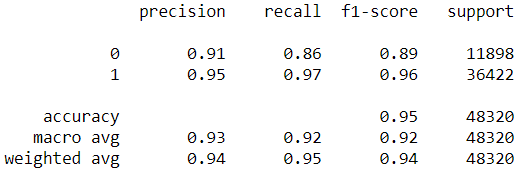 precision recall f1-score support
0 0.91 0.86 0.89 11898
1 0.95 0.97 0.96 36422
accuracy 0.95 48320
macro avg 0.93 0.92 0.92 48320
weighted avg 0.94 0.95 0.94 48320